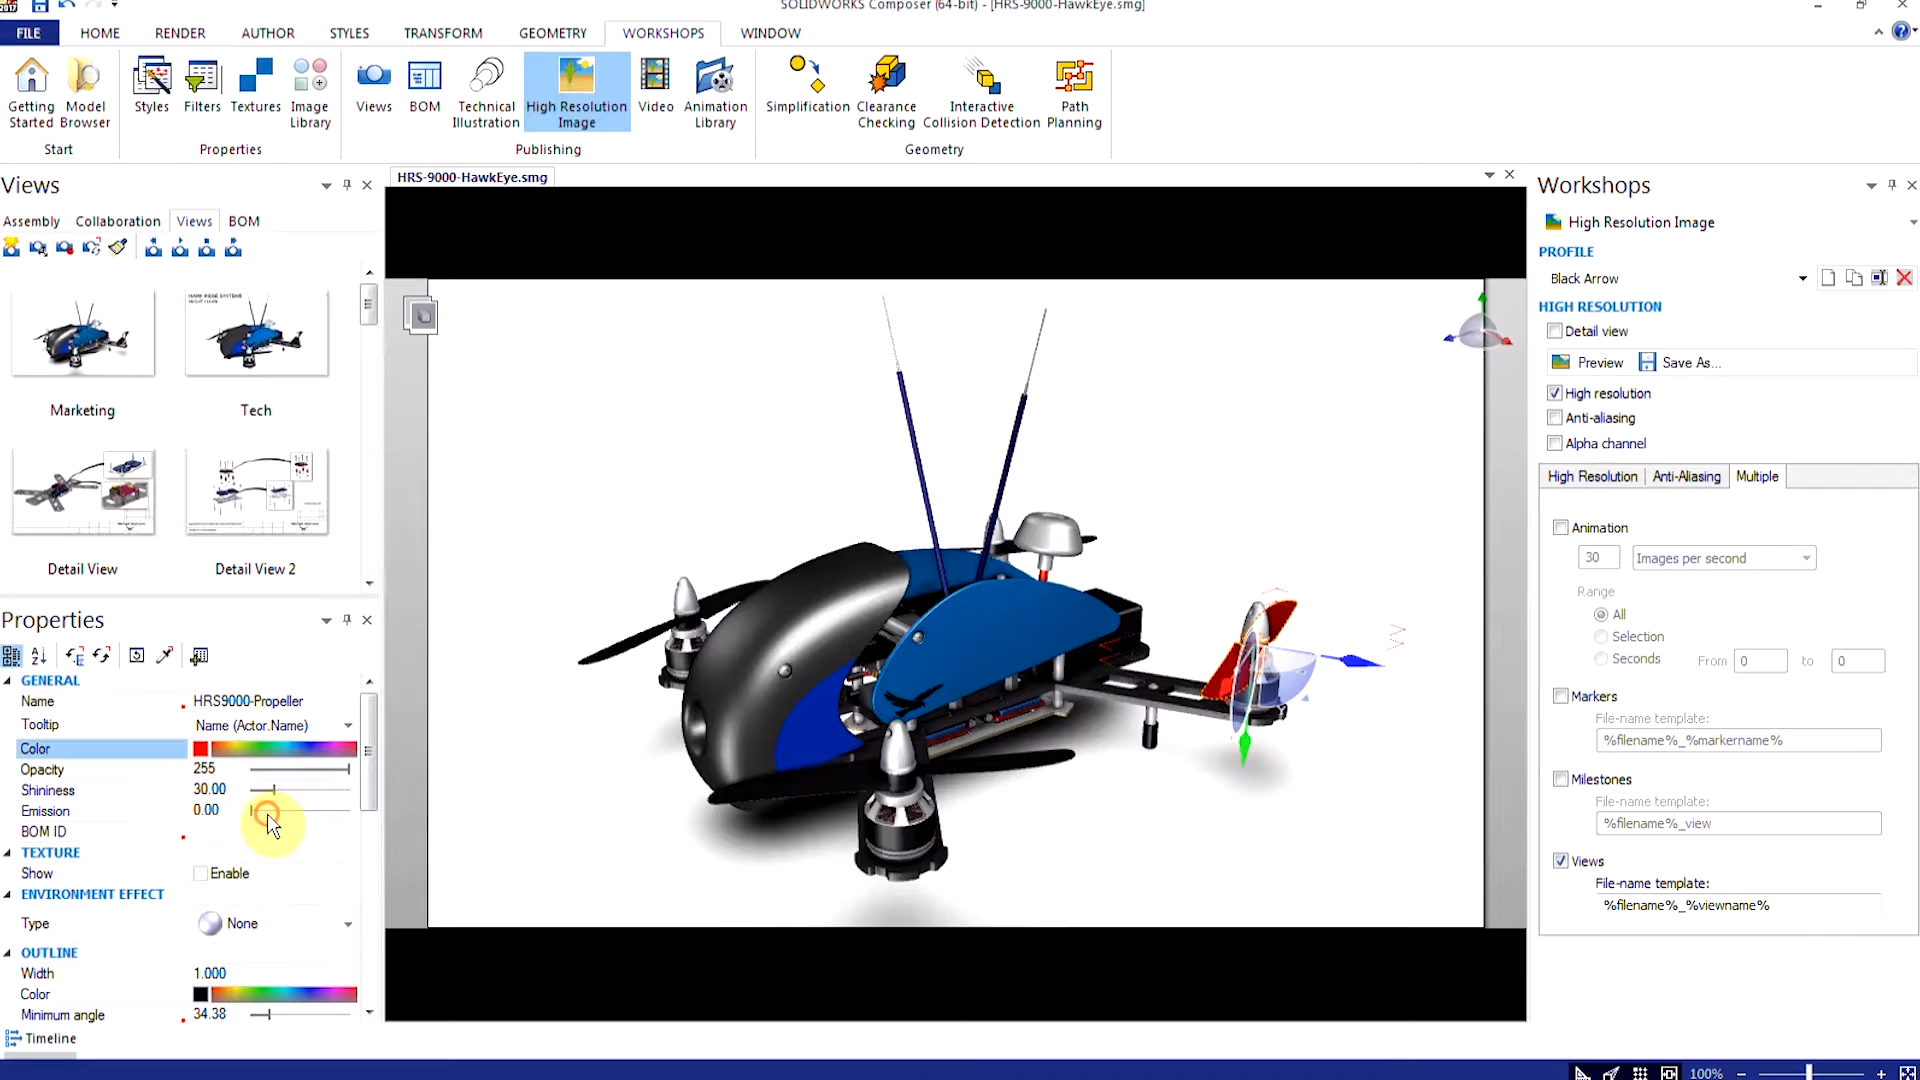 SOLIDWORKS Composer (64-bit) - [HRS-9000-HawkEye.smg]
FILE HOME RENDER AUTHOR STYLES TRANSFORM GEOMETRY WORKSHOPS WINDOW
Getting Started Model Browser Styles Filters Textures Image Library Views BOM Technical Illustration High Resolution Image Video Animation Library Simplification Clearance Checking Interactive Collision Detection Path Planning
Start Properties Publishing Geometry
Views
Assembly Collaboration Views BOM
Marketing Tech
Detail View Detail View 2
Properties
GENERAL
Name HRS9000-Propeller
Tooltip Name (Actor.Name)
Color
Opacity 255
Shininess 30.00
Emission 0.00
BOM ID
TEXTURE
Show Enable
ENVIRONMENT EFFECT
Type None
OUTLINE
Width 1.000
Color
Minimum angle 34.38
Timeline
HRS-9000-HawkEye.smg
Workshops
High Resolution Image
PROFILE
Black Arrow
HIGH RESOLUTION
Detail view
Preview Save As...
High resolution
Anti-aliasing
Alpha channel
High Resolution Anti-Aliasing Multiple
Animation
30 Images per second
Range
All
Selection
Seconds From 0 to 0
Markers
File-name template:
%filename%_%markername%
Milestones
File-name template:
%filename%_view
Views
File-name template:
%filename%_%viewname%
100%